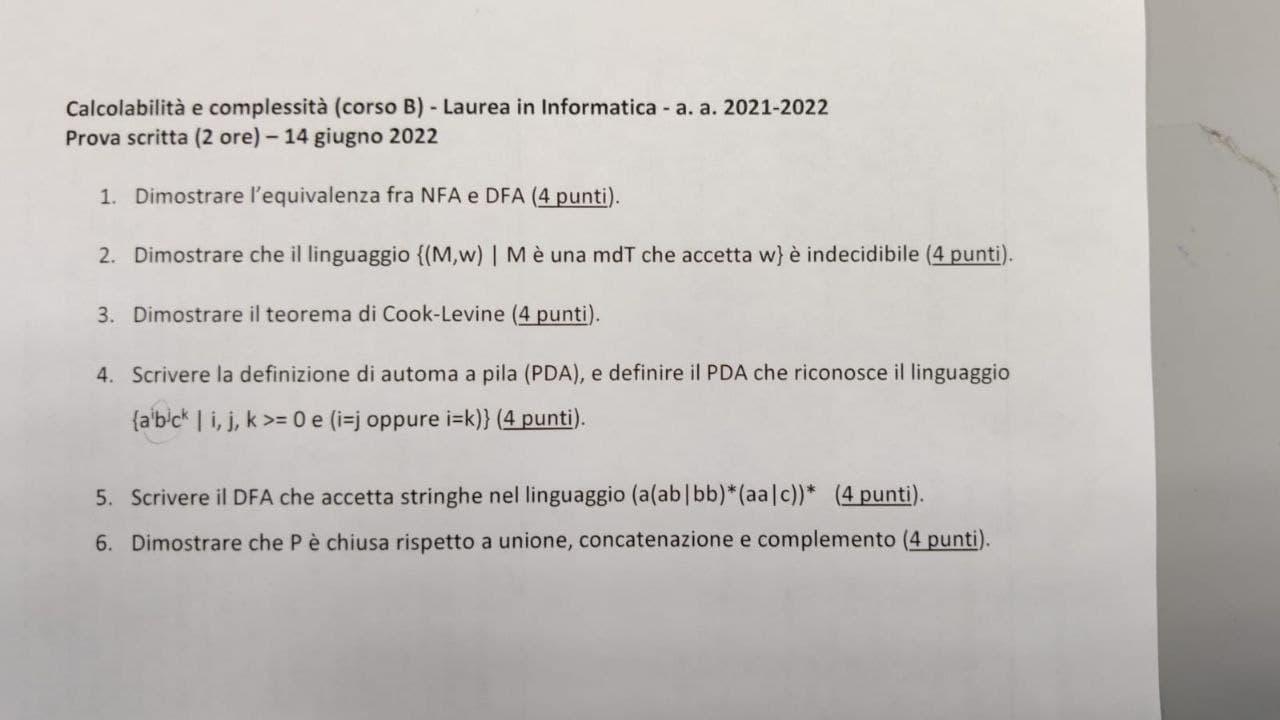 Calcolabilità e complessità (corso B) - Laurea in Informatica - a. a. 2021-2022
Prova scritta (2 ore) – 14 giugno 2022
1. Dimostrare l'equivalenza fra NFA e DFA (4 punti).
2. Dimostrare che il linguaggio {(M,w) | M è una mdT che accetta w} è indecidibile (4 punti).
3. Dimostrare il teorema di Cook-Levine (4 punti).
4. Scrivere la definizione di automa a pila (PDA), e definire il PDA che riconosce il linguaggio
{aⁱbʲcᵏ | i, j, k >= 0 e (i=j oppure i=k)} (4 punti).
5. Scrivere il DFA che accetta stringhe nel linguaggio (a(ab|bb)*(aa|c))* (4 punti).
6. Dimostrare che P è chiusa rispetto a unione, concatenazione e complemento (4 punti).